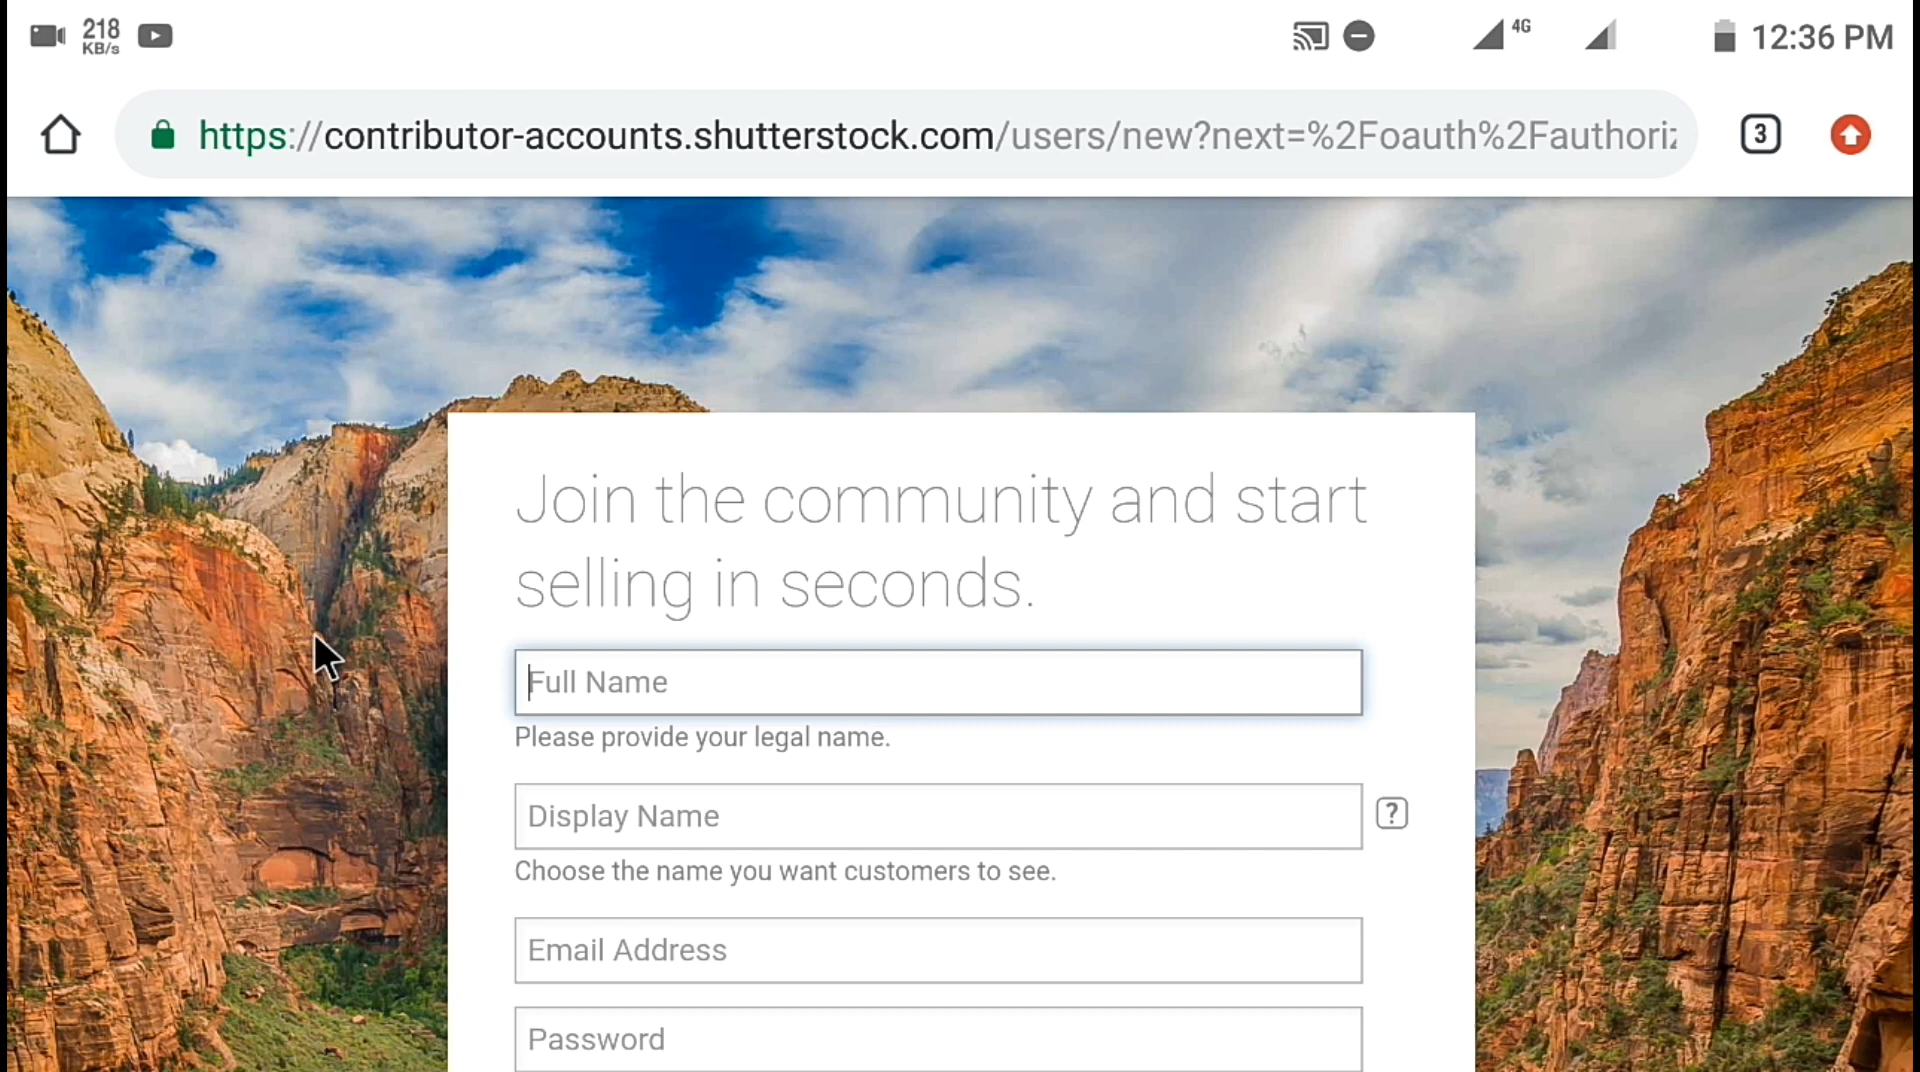 218
KB/s
4G
12:36 PM
https://contributor-accounts.shutterstock.com/users/new?next=%2Foauth%2Fauthoriz
3
Join the community and start
selling in seconds.
Full Name
Please provide your legal name.
Display Name
?
Choose the name you want customers to see.
Email Address
Password